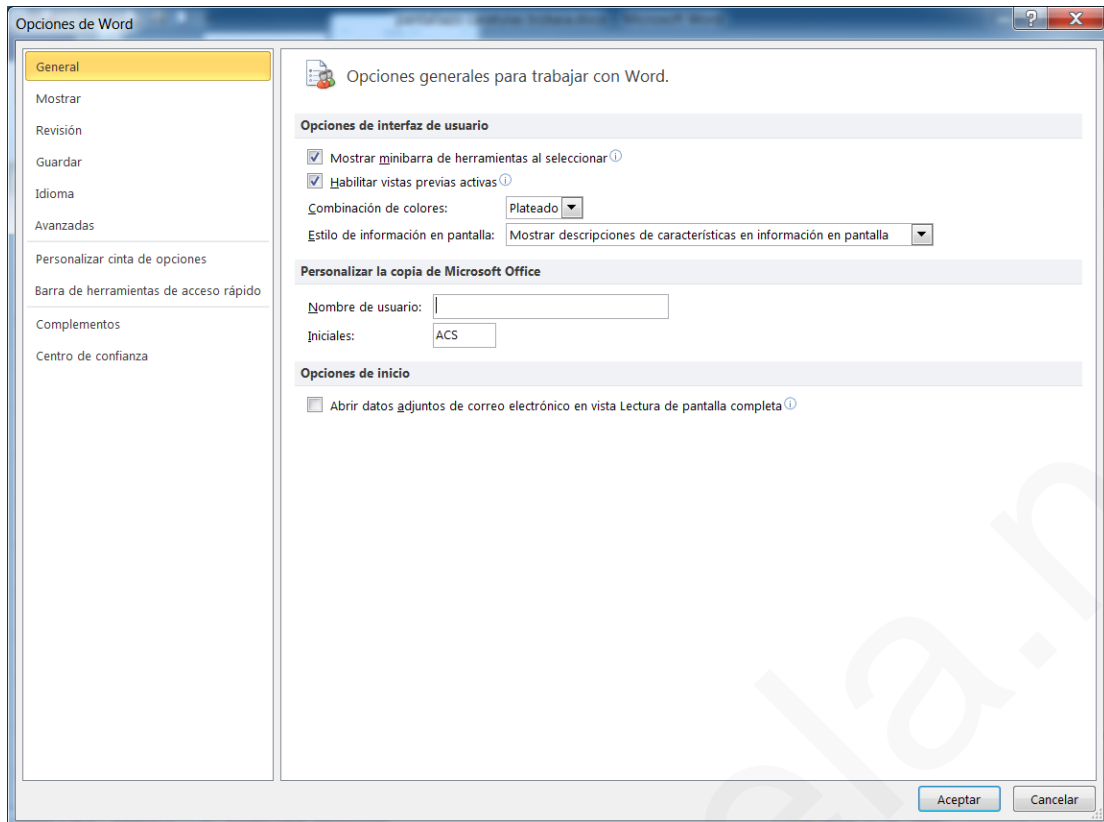 Opciones de Word
General
Mostrar
Revisión
Guardar
Idioma
Avanzadas
Personalizar cinta de opciones
Barra de herramientas de acceso rápido
Complementos
Centro de confianza
Opciones generales para trabajar con Word.
Opciones de interfaz de usuario
Mostrar minibarra de herramientas al seleccionar
Habilitar vistas previas activas
Combinación de colores: Plateado
Estilo de información en pantalla: Mostrar descripciones de características en información en pantalla
Personalizar la copia de Microsoft Office
Nombre de usuario:
Iniciales: ACS
Opciones de inicio
Abrir datos adjuntos de correo electrónico en vista Lectura de pantalla completa
Aceptar Cancelar